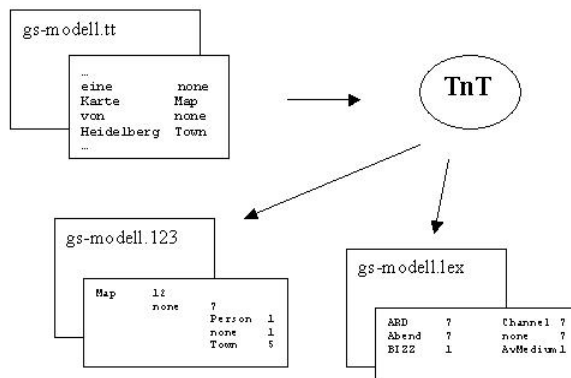 gs-modell.tt
...
eine none
Karte Map
von none
Heidelberg Town
...
TnT
gs-modell.123
Map 12
none 7
Person 1
none 1
Town 5
gs-modell.lex
ARD 7 Channel 7
Abend 7 none 7
BIZZ 1 AvMedium1